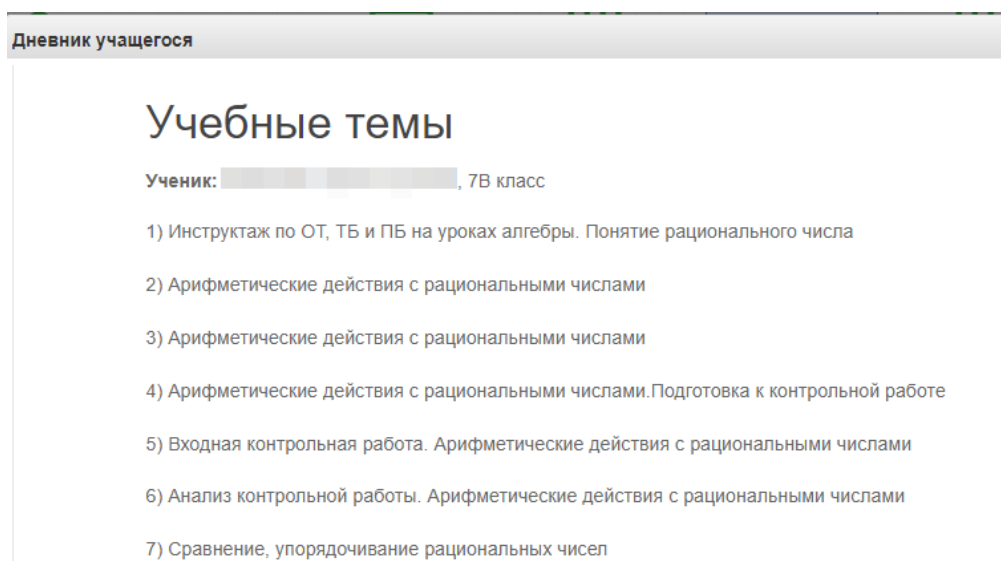 Дневник учащегося
Учебные темы
Ученик: , 7В класс
1) Инструктаж по ОТ, ТБ и ПБ на уроках алгебры. Понятие рационального числа
2) Арифметические действия с рациональными числами
3) Арифметические действия с рациональными числами
4) Арифметические действия с рациональными числами.Подготовка к контрольной работе
5) Входная контрольная работа. Арифметические действия с рациональными числами
6) Анализ контрольной работы. Арифметические действия с рациональными числами
7) Сравнение, упорядочивание рациональных чисел